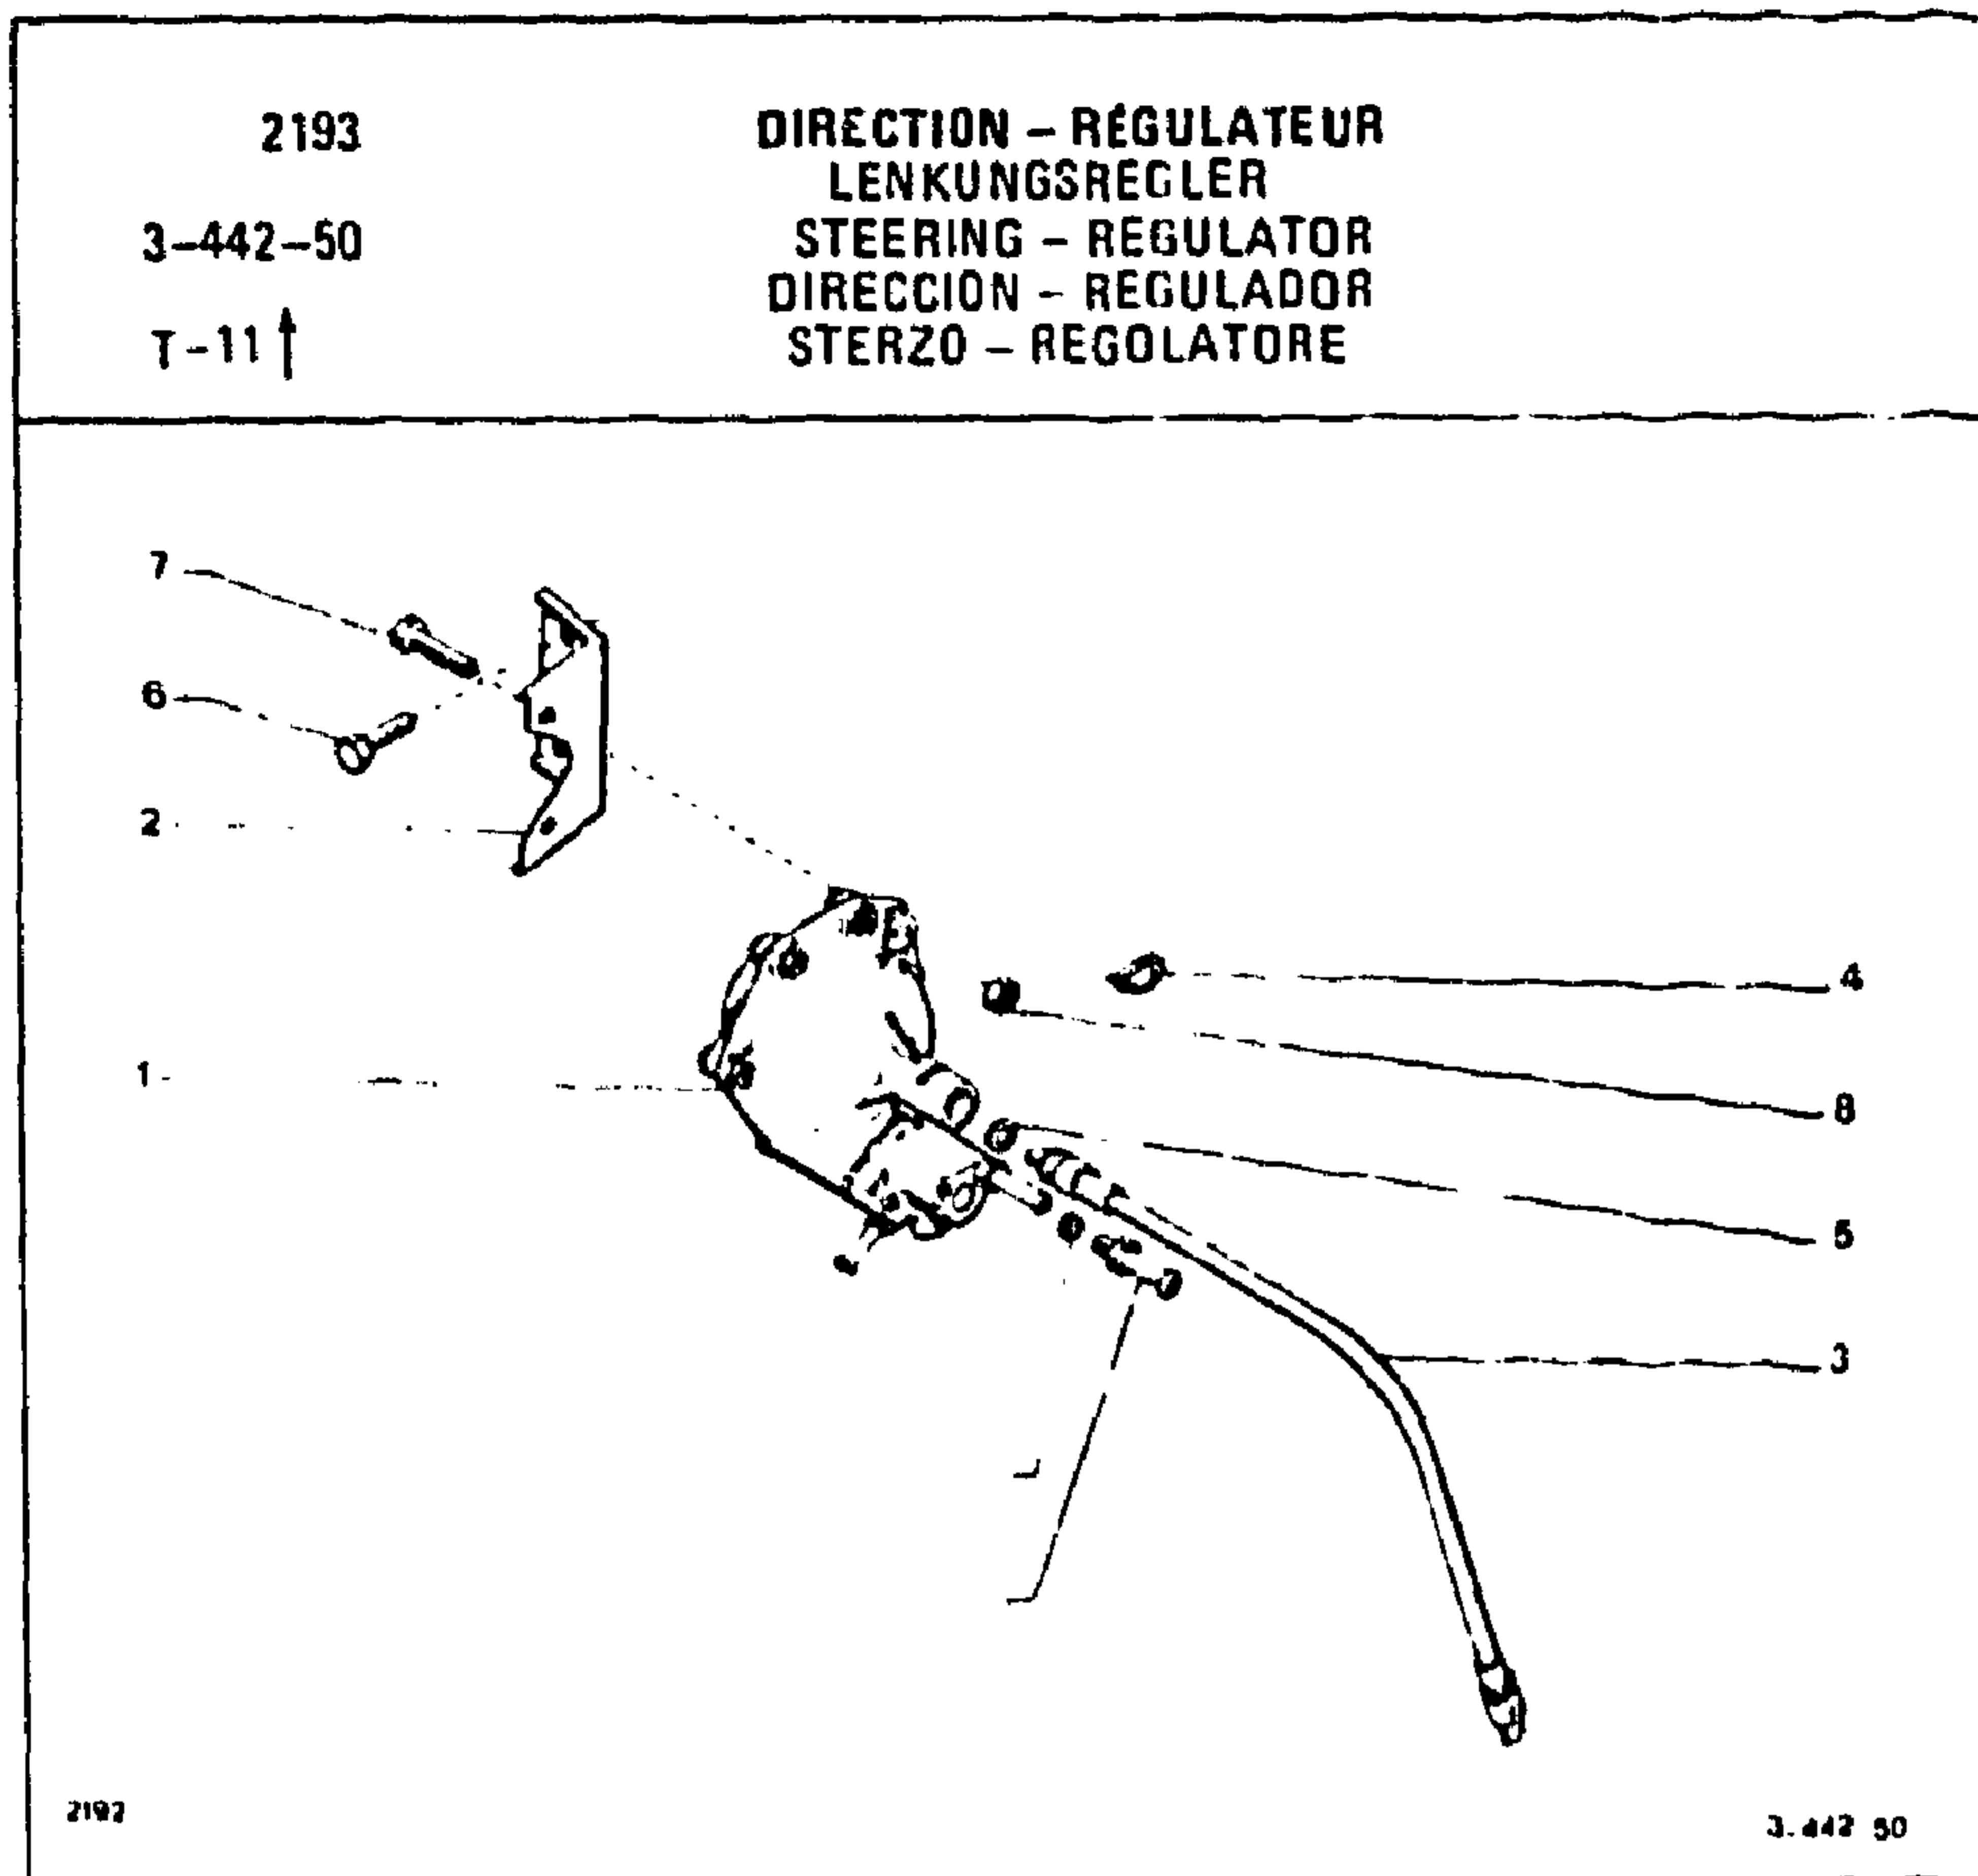 2193
3-442-50
T-11↑
DIRECTION – RÉGULATEUR
LENKUNGSREGLER
STEERING – REGULATOR
DIRECCION – REGULADOR
STERZO – REGOLATORE
7
6
2
1
4
8
5
3
3.442 50